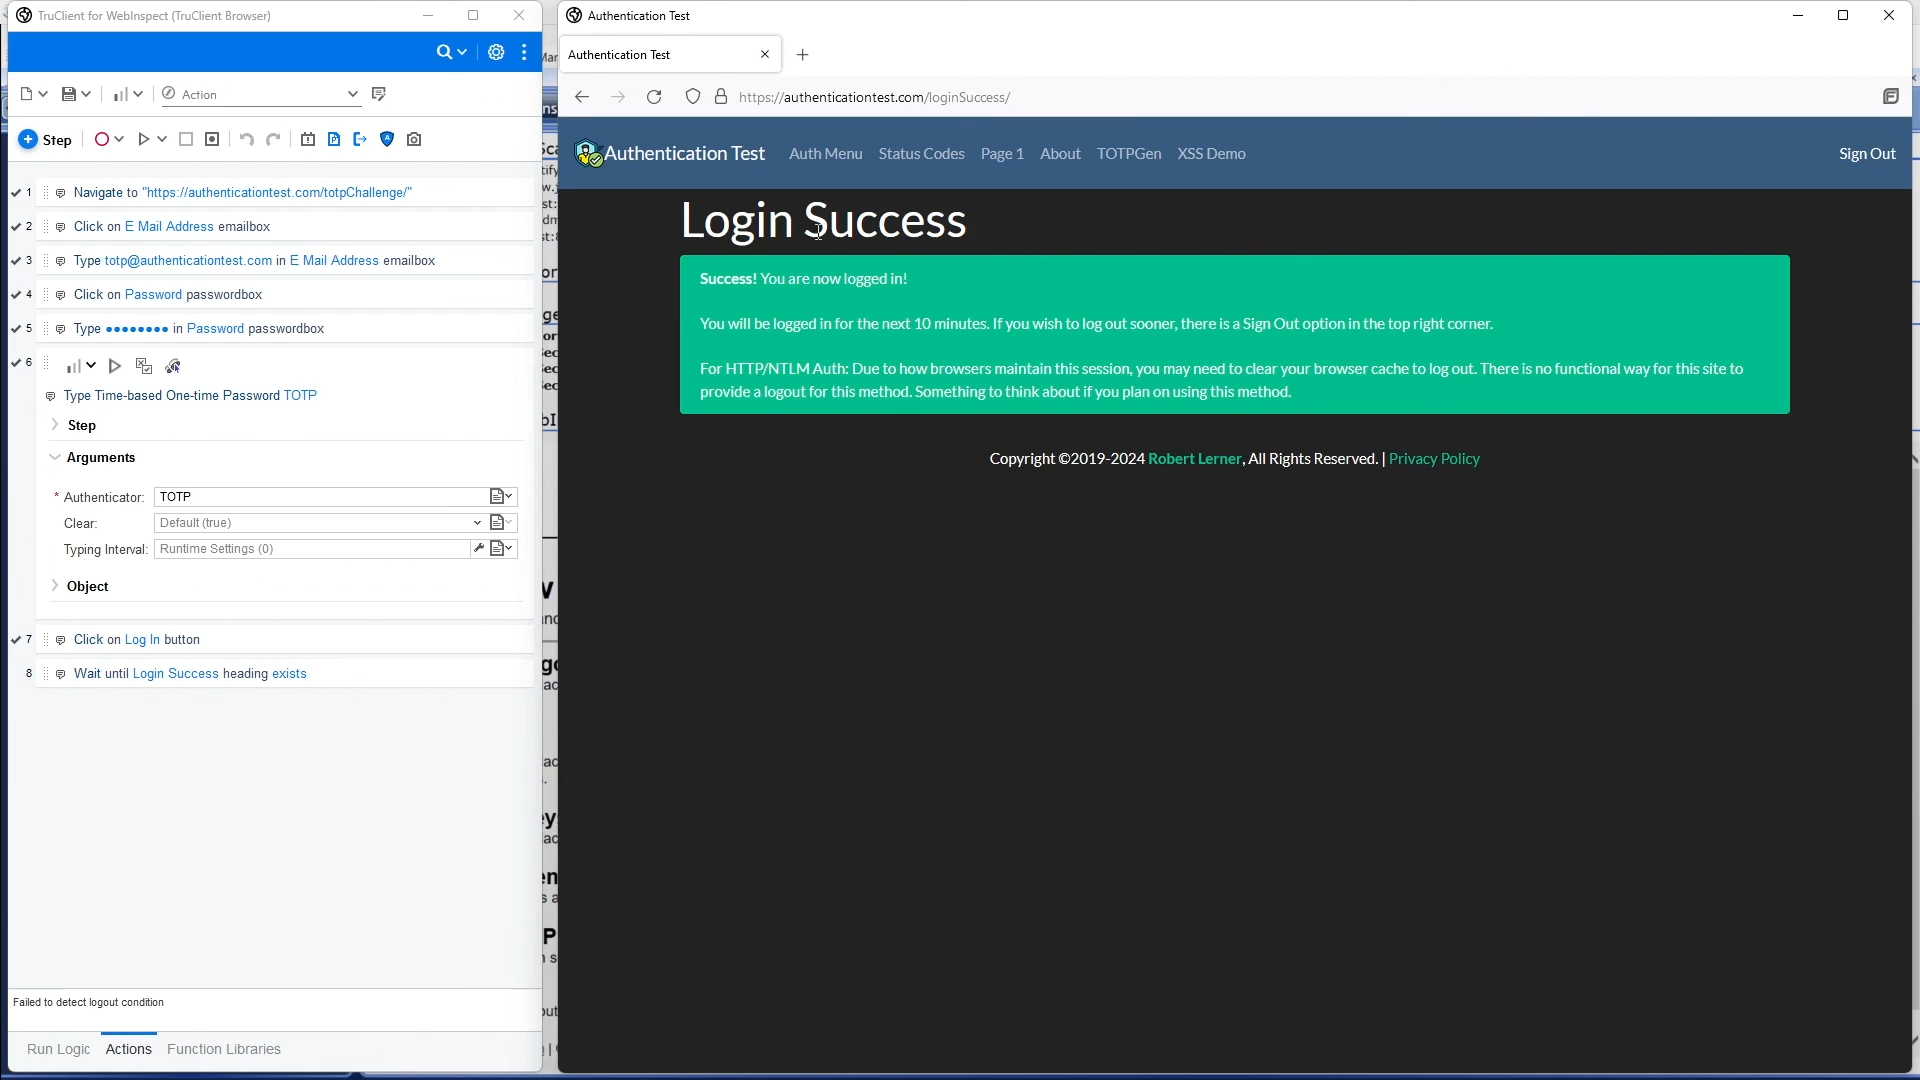 TruClient for WebInspect (TruClient Browser)
Action
Step
1 Navigate to "https://authenticationtest.com/totpChallenge/"
2 Click on E Mail Address emailbox
3 Type totp@authenticationtest.com in E Mail Address emailbox
4 Click on Password passwordbox
5 Type ●●●●●●●● in Password passwordbox
6
Type Time-based One-time Password TOTP
Step
Arguments
* Authenticator: TOTP
Clear: Default (true)
Typing Interval: Runtime Settings (0)
Object
7 Click on Log In button
8 Wait until Login Success heading exists
Failed to detect logout condition
Run Logic Actions Function Libraries
Authentication Test
Authentication Test
https://authenticationtest.com/loginSuccess/
Authentication Test Auth Menu Status Codes Page 1 About TOTPGen XSS Demo Sign Out
Login Success
Success! You are now logged in!
You will be logged in for the next 10 minutes. If you wish to log out sooner, there is a Sign Out option in the top right corner.
For HTTP/NTLM Auth: Due to how browsers maintain this session, you may need to clear your browser cache to log out. There is no functional way for this site to
provide a logout for this method. Something to think about if you plan on using this method.
Copyright ©2019-2024 Robert Lerner, All Rights Reserved. | Privacy Policy